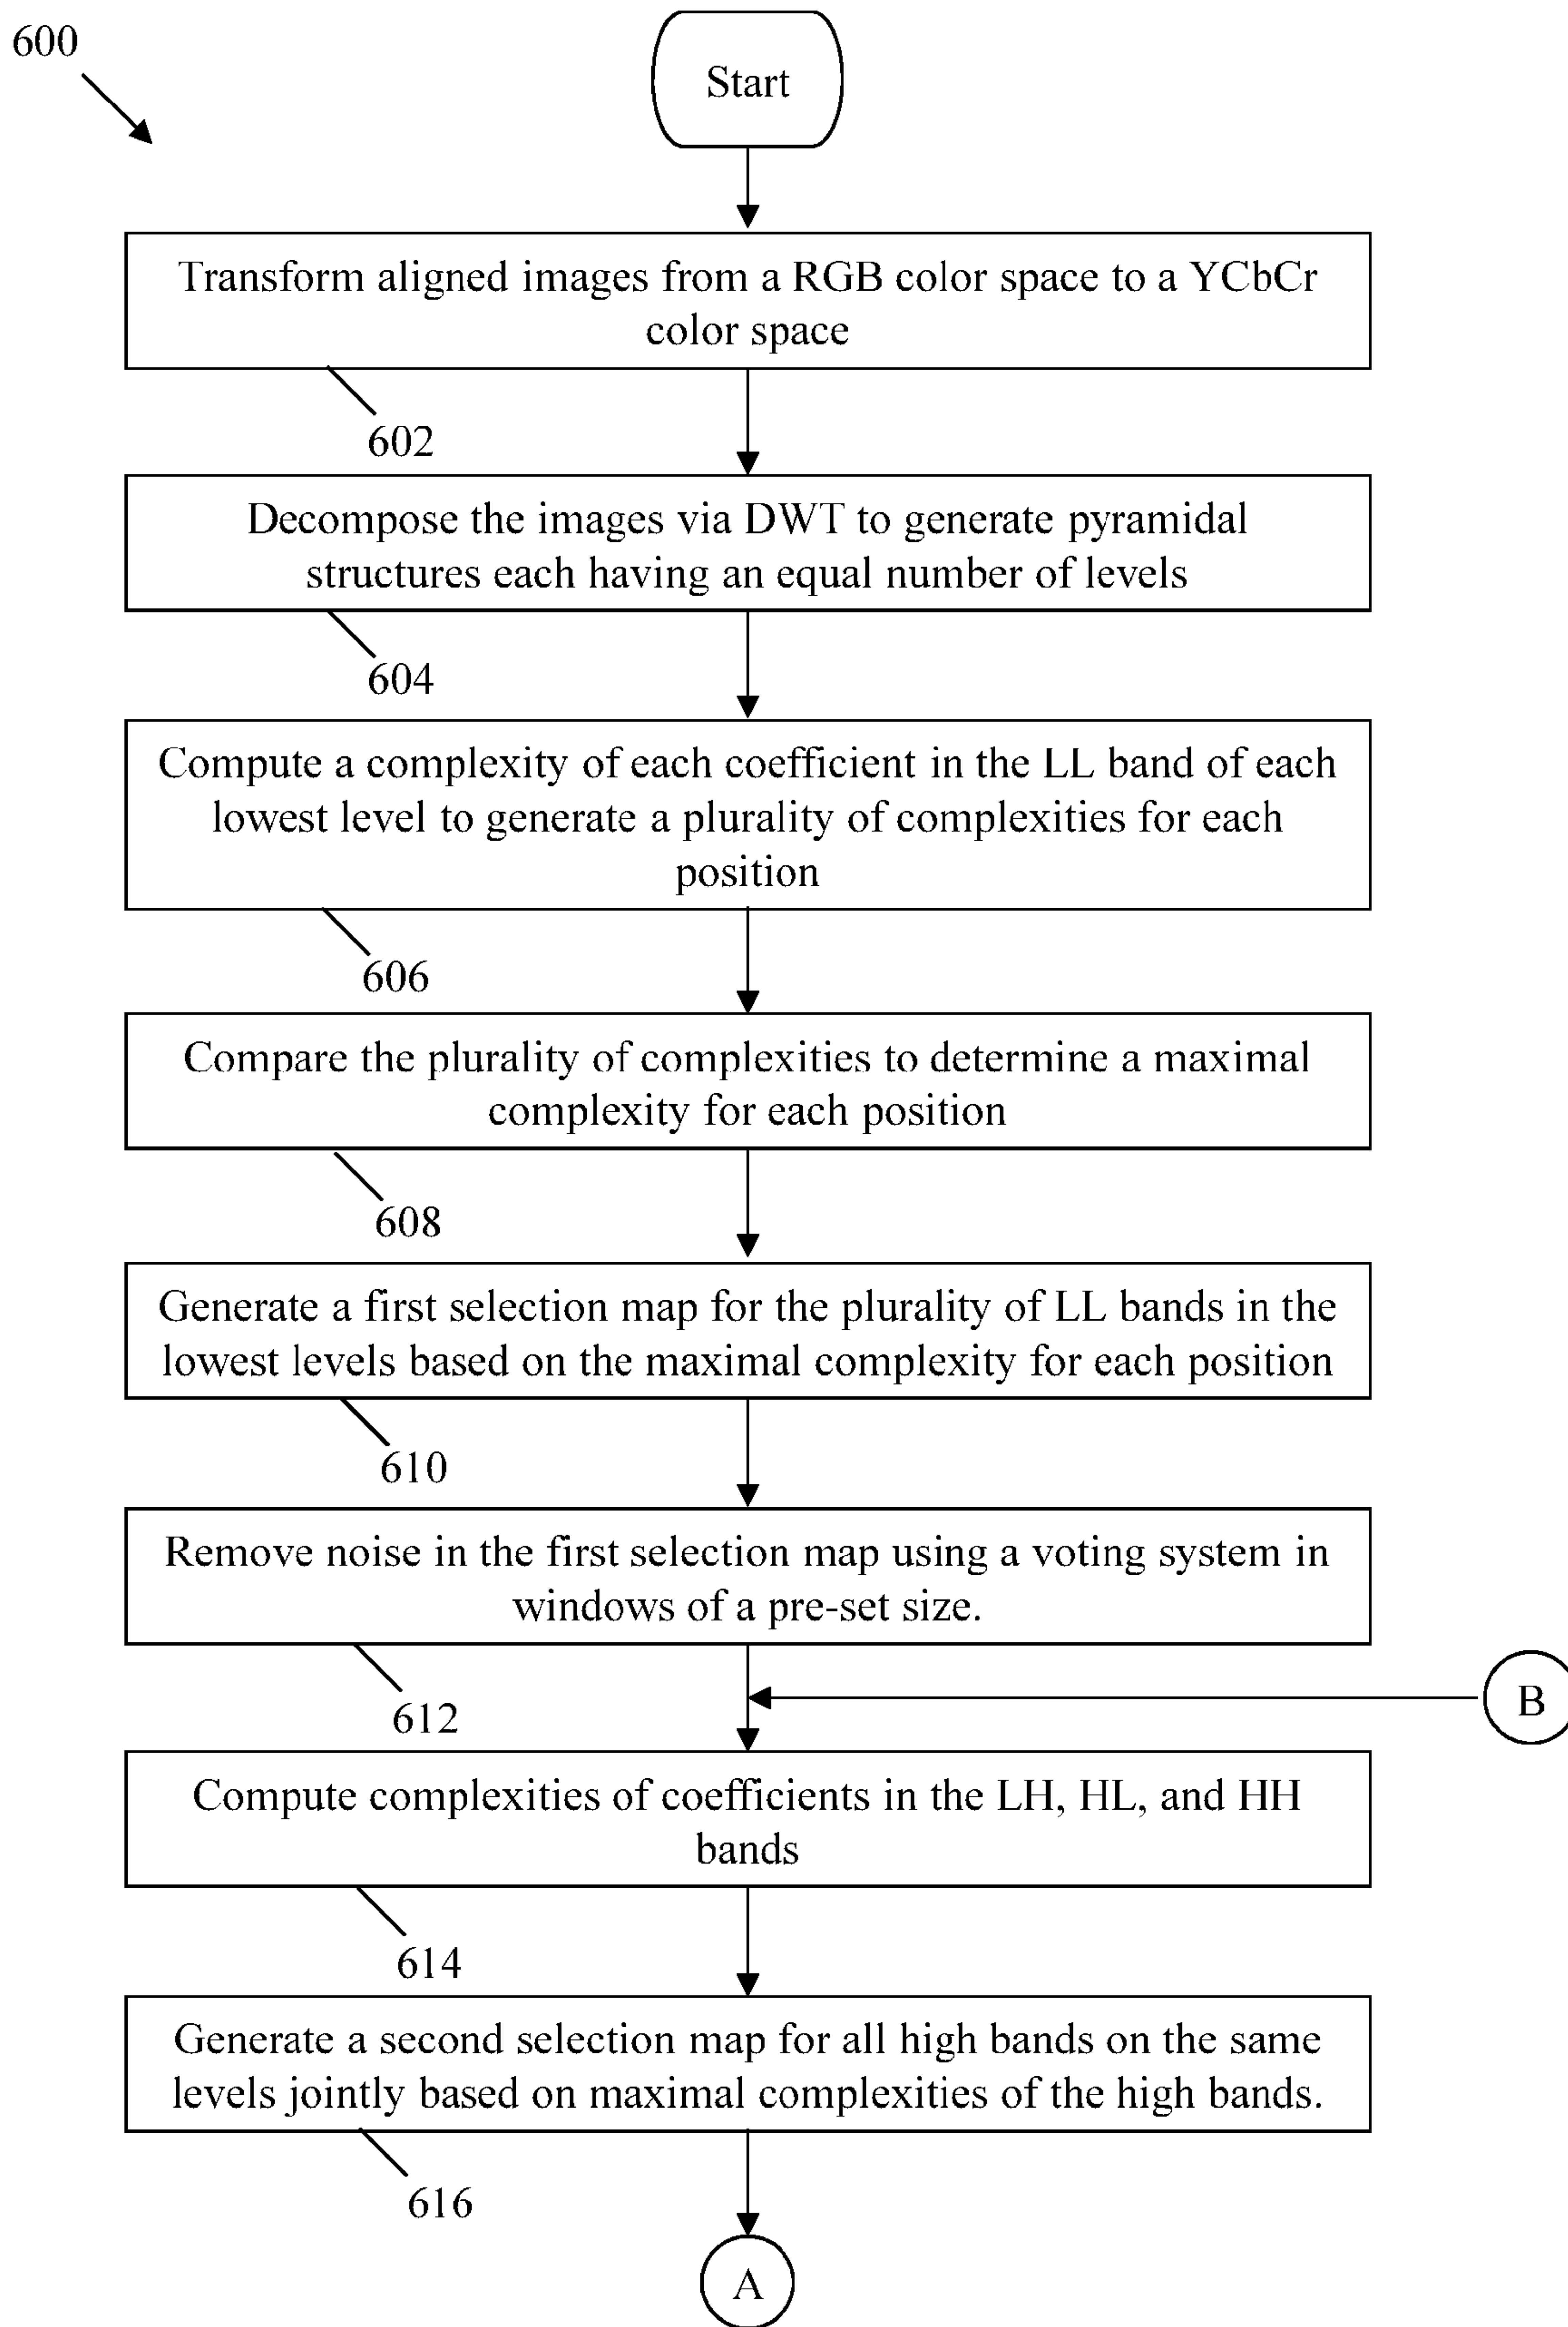 600
Start
Transform aligned images from a RGB color space to a YCbCr
color space
602
Decompose the images via DWT to generate pyramidal
structures each having an equal number of levels
604
Compute a complexity of each coefficient in the LL band of each
lowest level to generate a plurality of complexities for each
position
606
Compare the plurality of complexities to determine a maximal
complexity for each position
608
Generate a first selection map for the plurality of LL bands in the
lowest levels based on the maximal complexity for each position
610
Remove noise in the first selection map using a voting system in
windows of a pre-set size.
612
B
Compute complexities of coefficients in the LH, HL, and HH
bands
614
Generate a second selection map for all high bands on the same
levels jointly based on maximal complexities of the high bands.
616
A